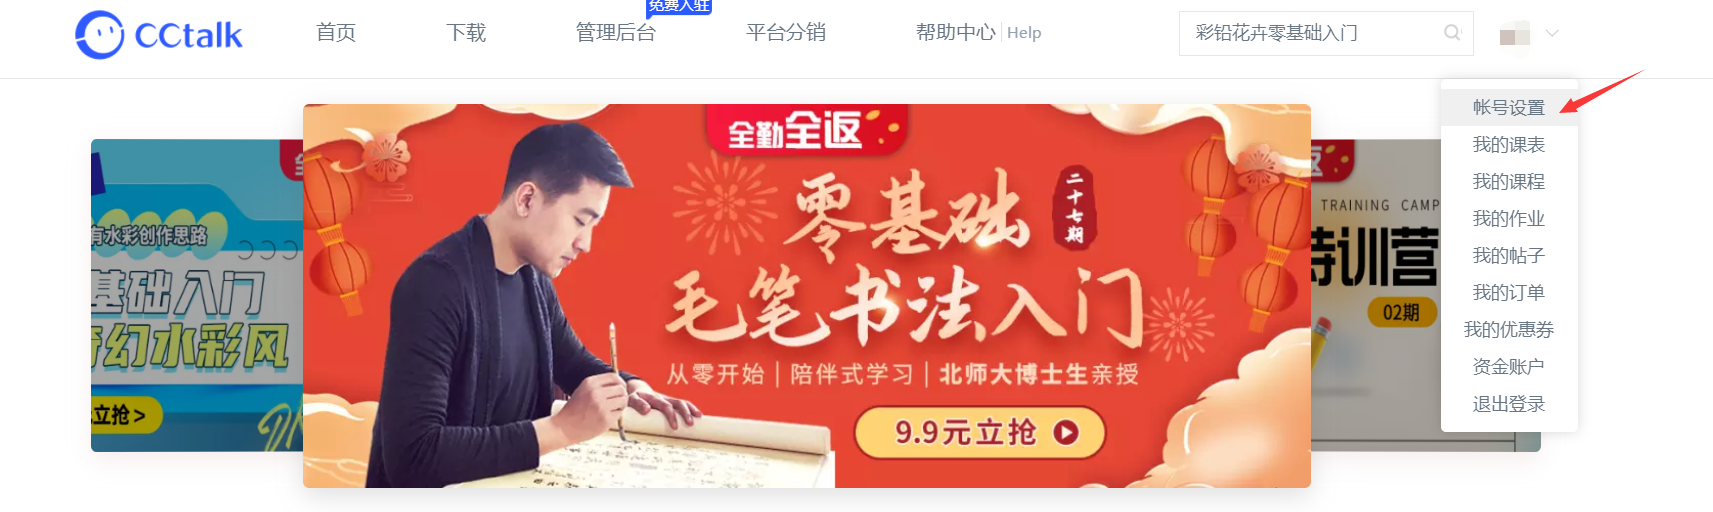 CCtalk
首页
下载
管理后台
免费入驻
平台分销
帮助中心 | Help
彩铅花卉零基础入门
帐号设置
我的课表
我的课程
我的作业
我的帖子
我的订单
我的优惠券
资金账户
退出登录
有水彩创作思路
基础入门
奇幻水彩风
立抢 >
全勤全返
零基础
二十七期
毛笔书法入门
从零开始 | 陪伴式学习 | 北师大博士生亲授
9.9元立抢
返
TRAINING CAMP
特训营
02期